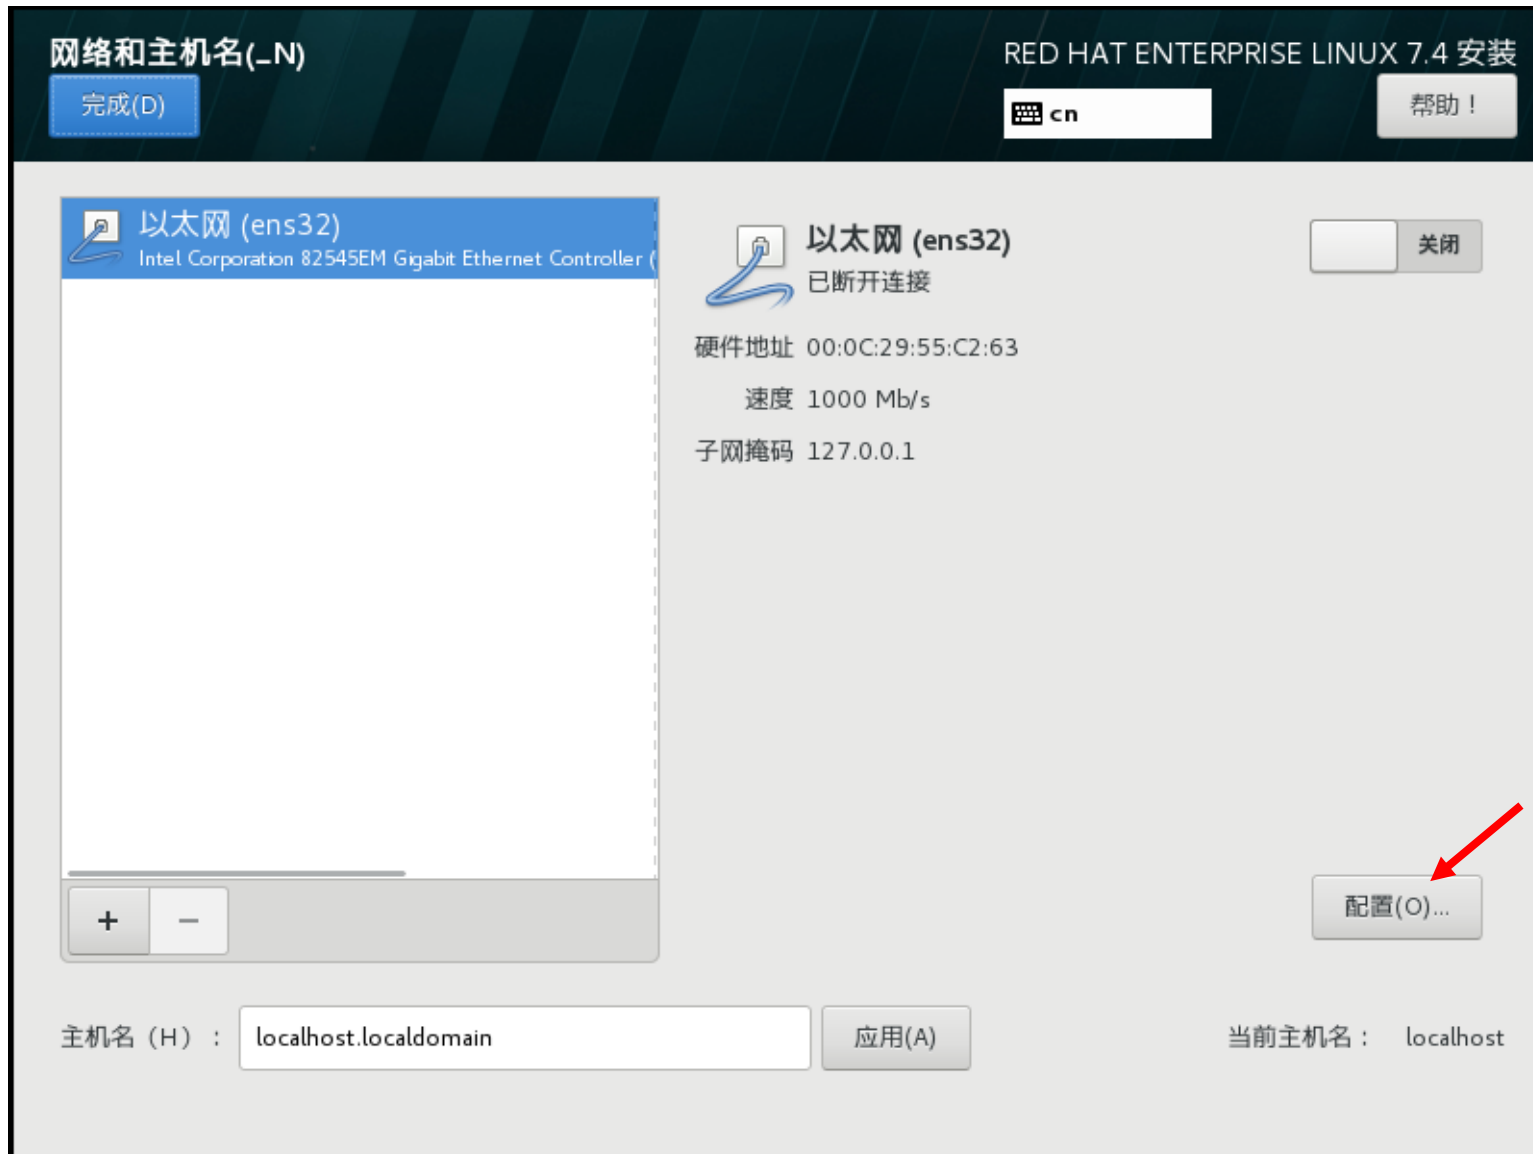 网络和主机名(_N)
RED HAT ENTERPRISE LINUX 7.4 安装
完成(D)
cn
帮助！
以太网 (ens32)
Intel Corporation 82545EM Gigabit Ethernet Controller (
以太网 (ens32)
已断开连接
关闭
硬件地址 00:0C:29:55:C2:63
速度 1000 Mb/s
子网掩码 127.0.0.1
+ −
配置(O)...
主机名（H）： localhost.localdomain 应用(A) 当前主机名： localhost